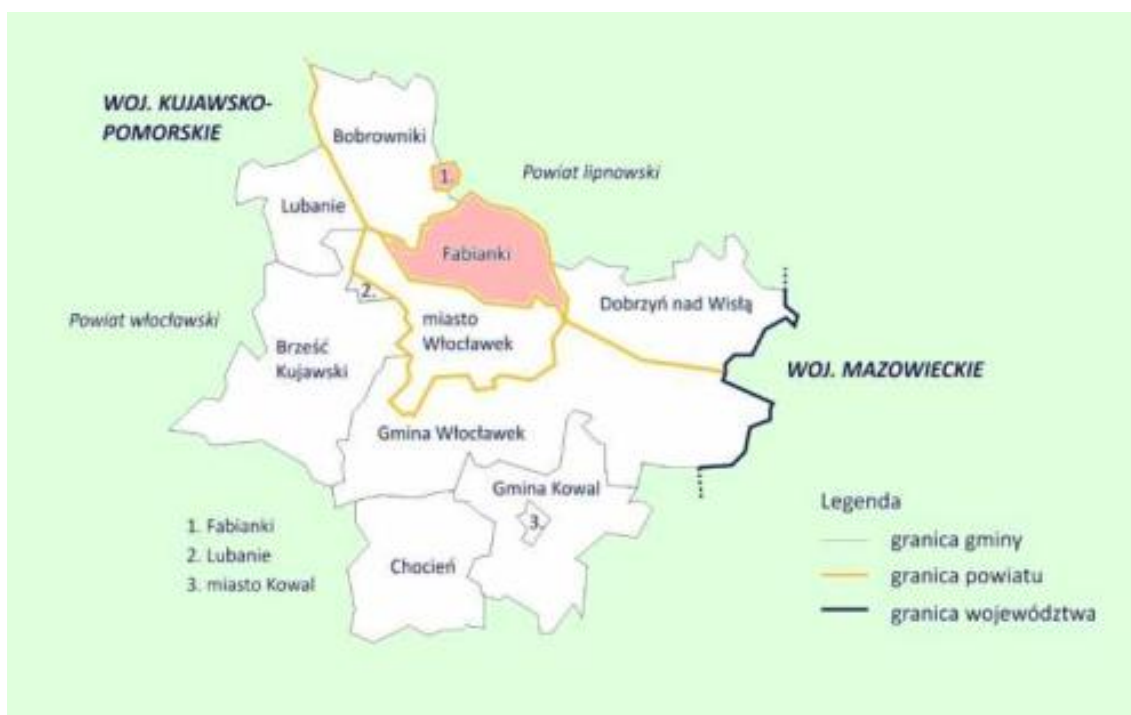 WOJ. KUJAWSKO-
POMORSKIE
Bobrowniki
1.
Powiat lipnowski
Lubanie
Fabianki
2.
Dobrzyń nad Wisłą
Powiat włocławski
miasto
Włocławek
Brześć
Kujawski
WOJ. MAZOWIECKIE
Gmina Włocławek
Gmina Kowal
3.
Chocień
1. Fabianki
2. Lubanie
3. miasto Kowal
Legenda
granica gminy
granica powiatu
granica województwa